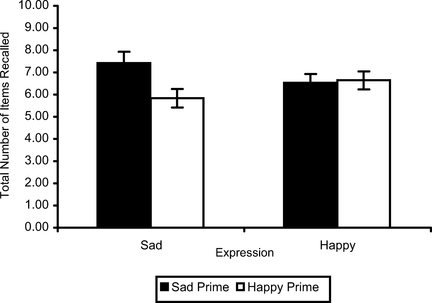 Total Number of Items Recalled
10.00
9.00
8.00
7.00
6.00
5.00
4.00
3.00
2.00
1.00
0.00
Sad
Happy
Expression
Sad Prime
Happy Prime